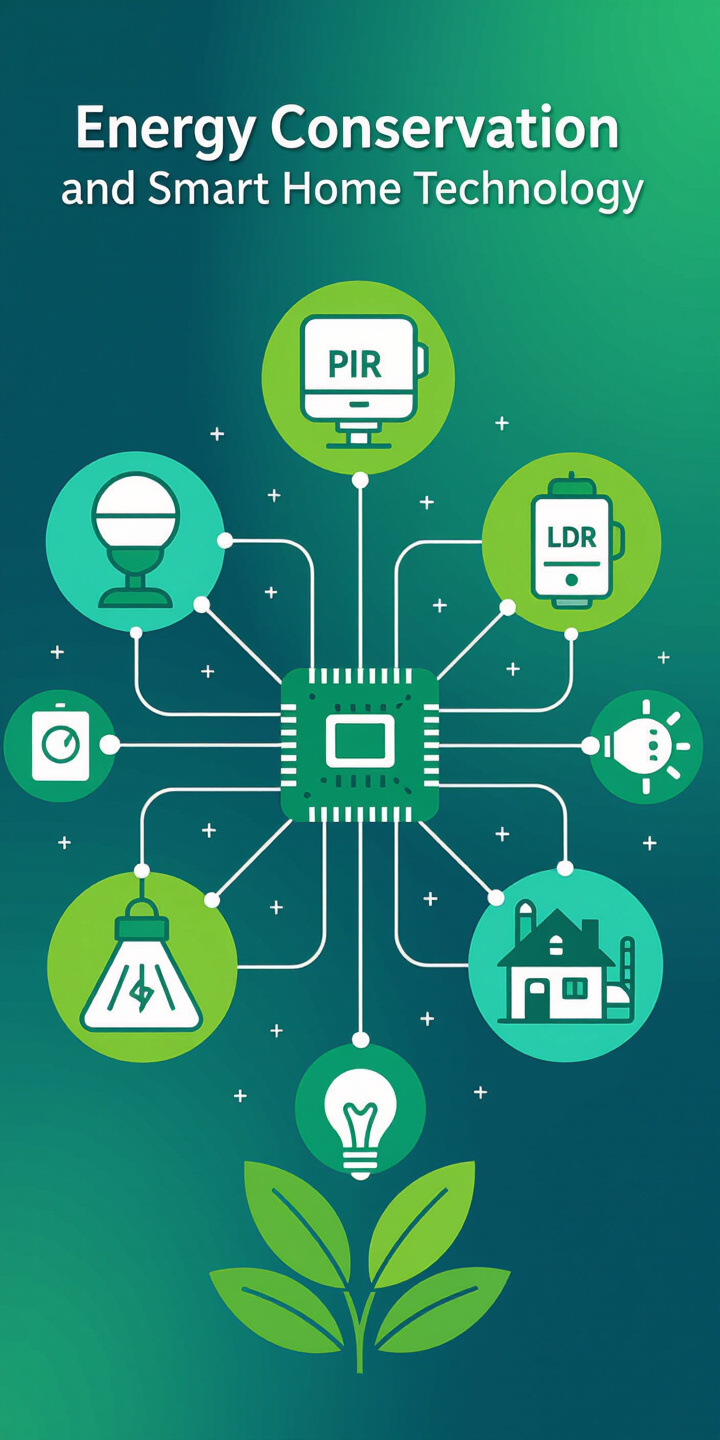 Energy Conservation
and Smart Home Technology
PIR
LDR